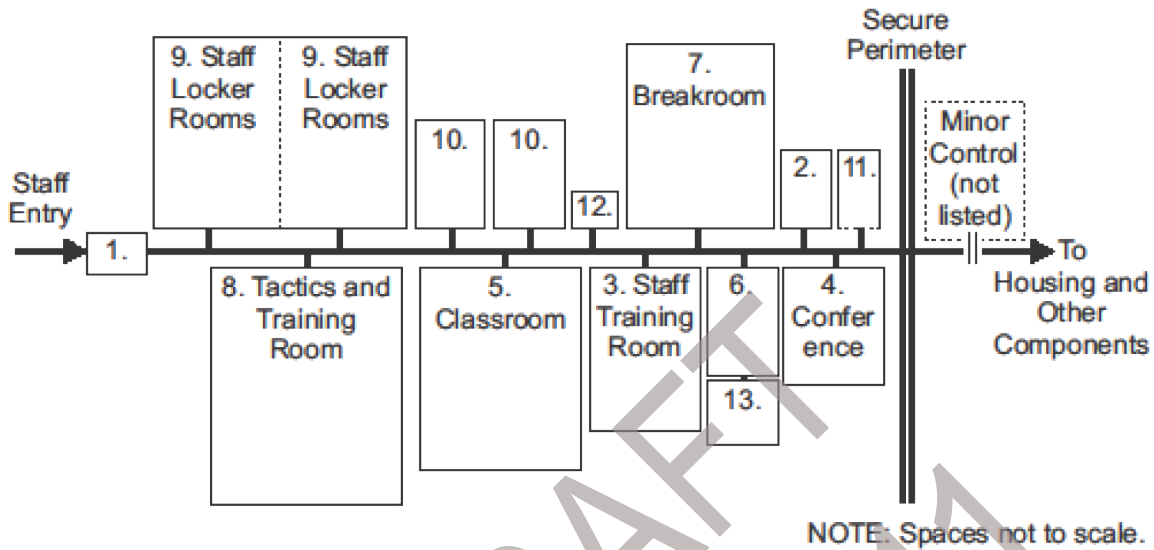 Secure
Perimeter
9. Staff
Locker
Rooms
9. Staff
Locker
Rooms
7.
Breakroom
10.
10.
2.
11.
12.
Minor
Control
(not
listed)
Staff
Entry
1.
To
Housing and
Other
Components
8. Tactics and
Training
Room
5.
Classroom
3. Staff
Training
Room
6.
4.
Confer
ence
13.
DRAFT
NOTE: Spaces not to scale.